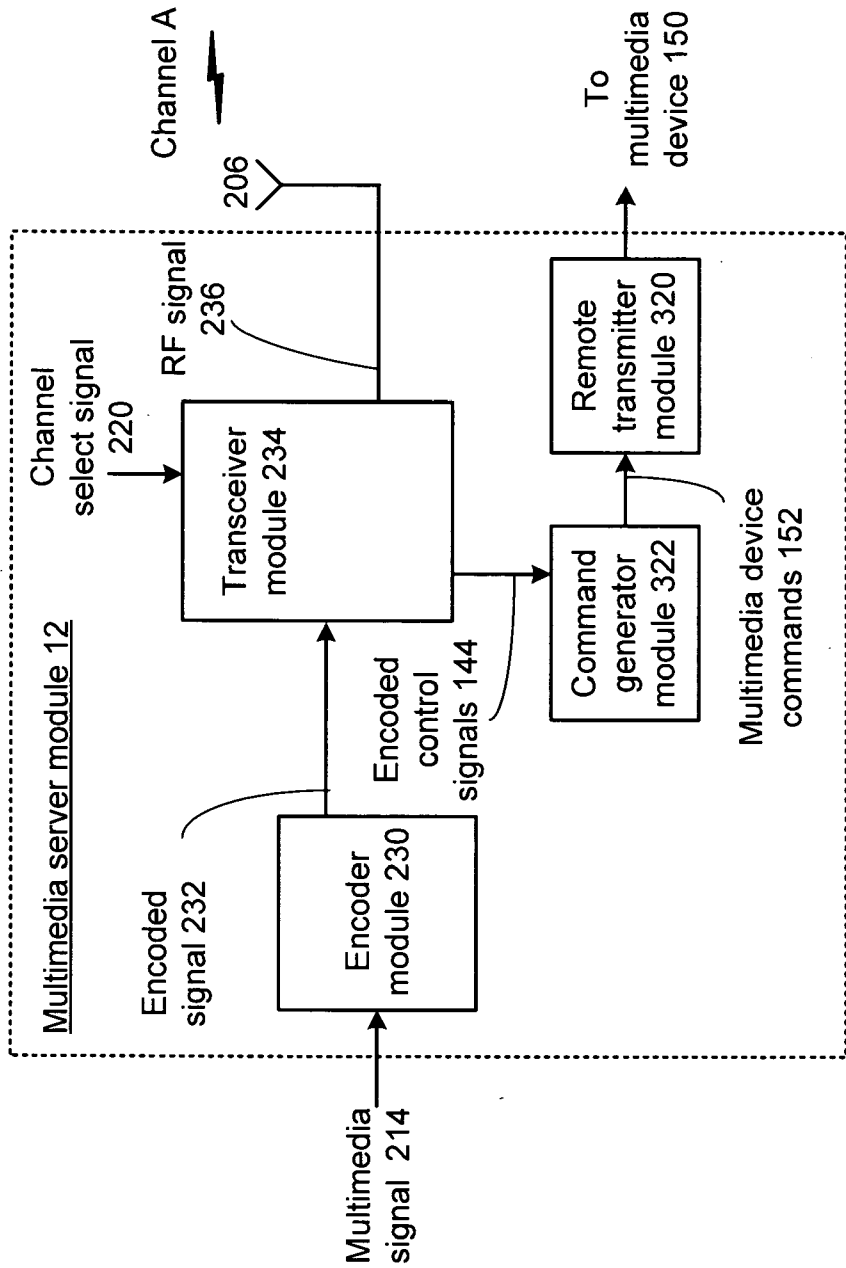 Multimedia server module 12
Channel
select signal
220
Channel A
206
RF signal
236
Encoded
signal 232
Transceiver
module 234
Multimedia
signal 214
Encoder
module 230
Encoded
control
signals 144
Command
generator
module 322
Remote
transmitter
module 320
To
multimedia
device 150
Multimedia device
commands 152